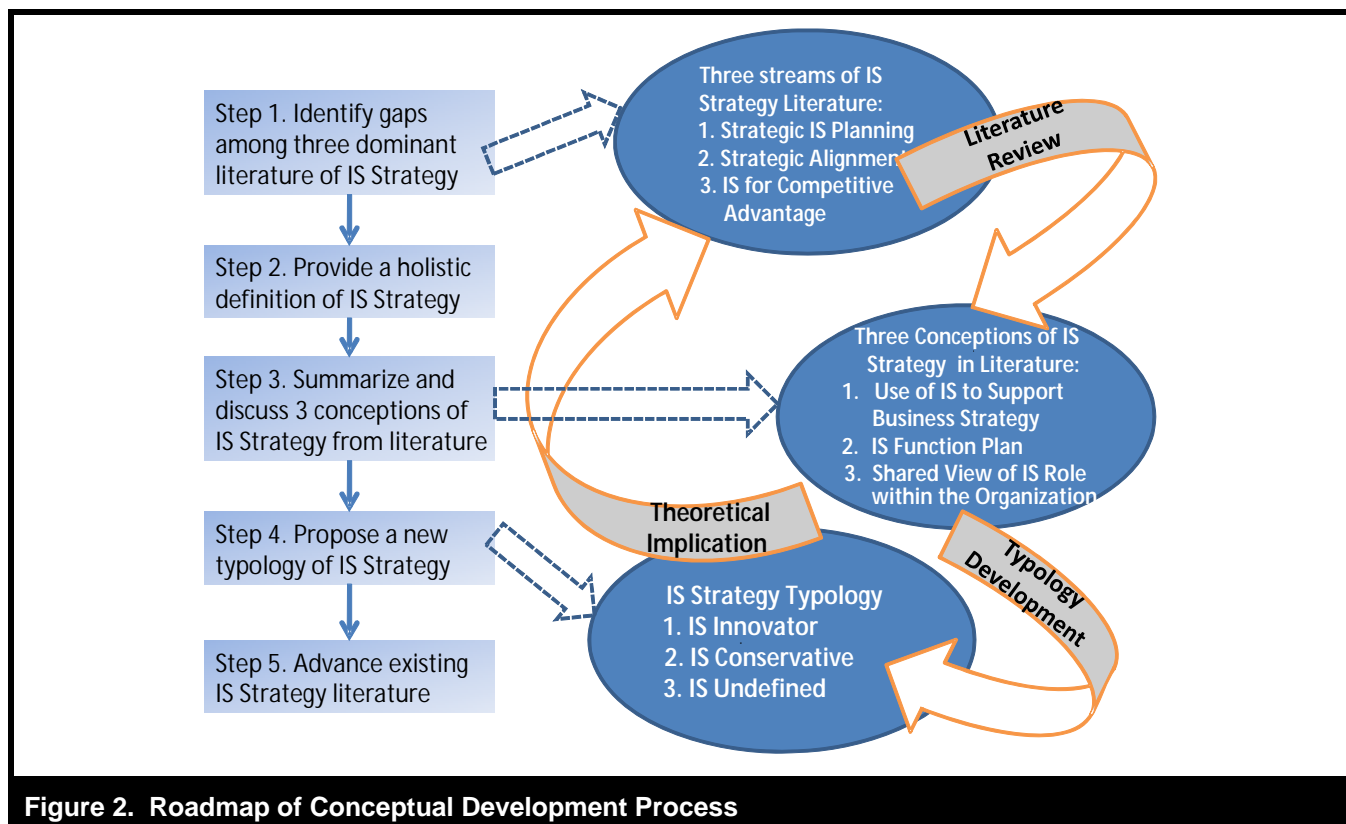 Step 1. Identify gaps
among three dominant
literature of IS Strategy
Step 2. Provide a holistic
definition of IS Strategy
Step 3. Summarize and
discuss 3 conceptions of
IS Strategy from literature
Step 4. Propose a new
typology of IS Strategy
Step 5. Advance existing
IS Strategy literature
Three streams of IS
Strategy Literature:
1. Strategic IS Planning
2. Strategic Alignment
3. IS for Competitive
Advantage
Literature
Review
Three Conceptions of IS
Strategy in Literature:
1. Use of IS to Support
Business Strategy
2. IS Function Plan
3. Shared View of IS Role
within the Organization
Typology
Development
IS Strategy Typology
1. IS Innovator
2. IS Conservative
3. IS Undefined
Theoretical
Implication
Figure 2. Roadmap of Conceptual Development Process